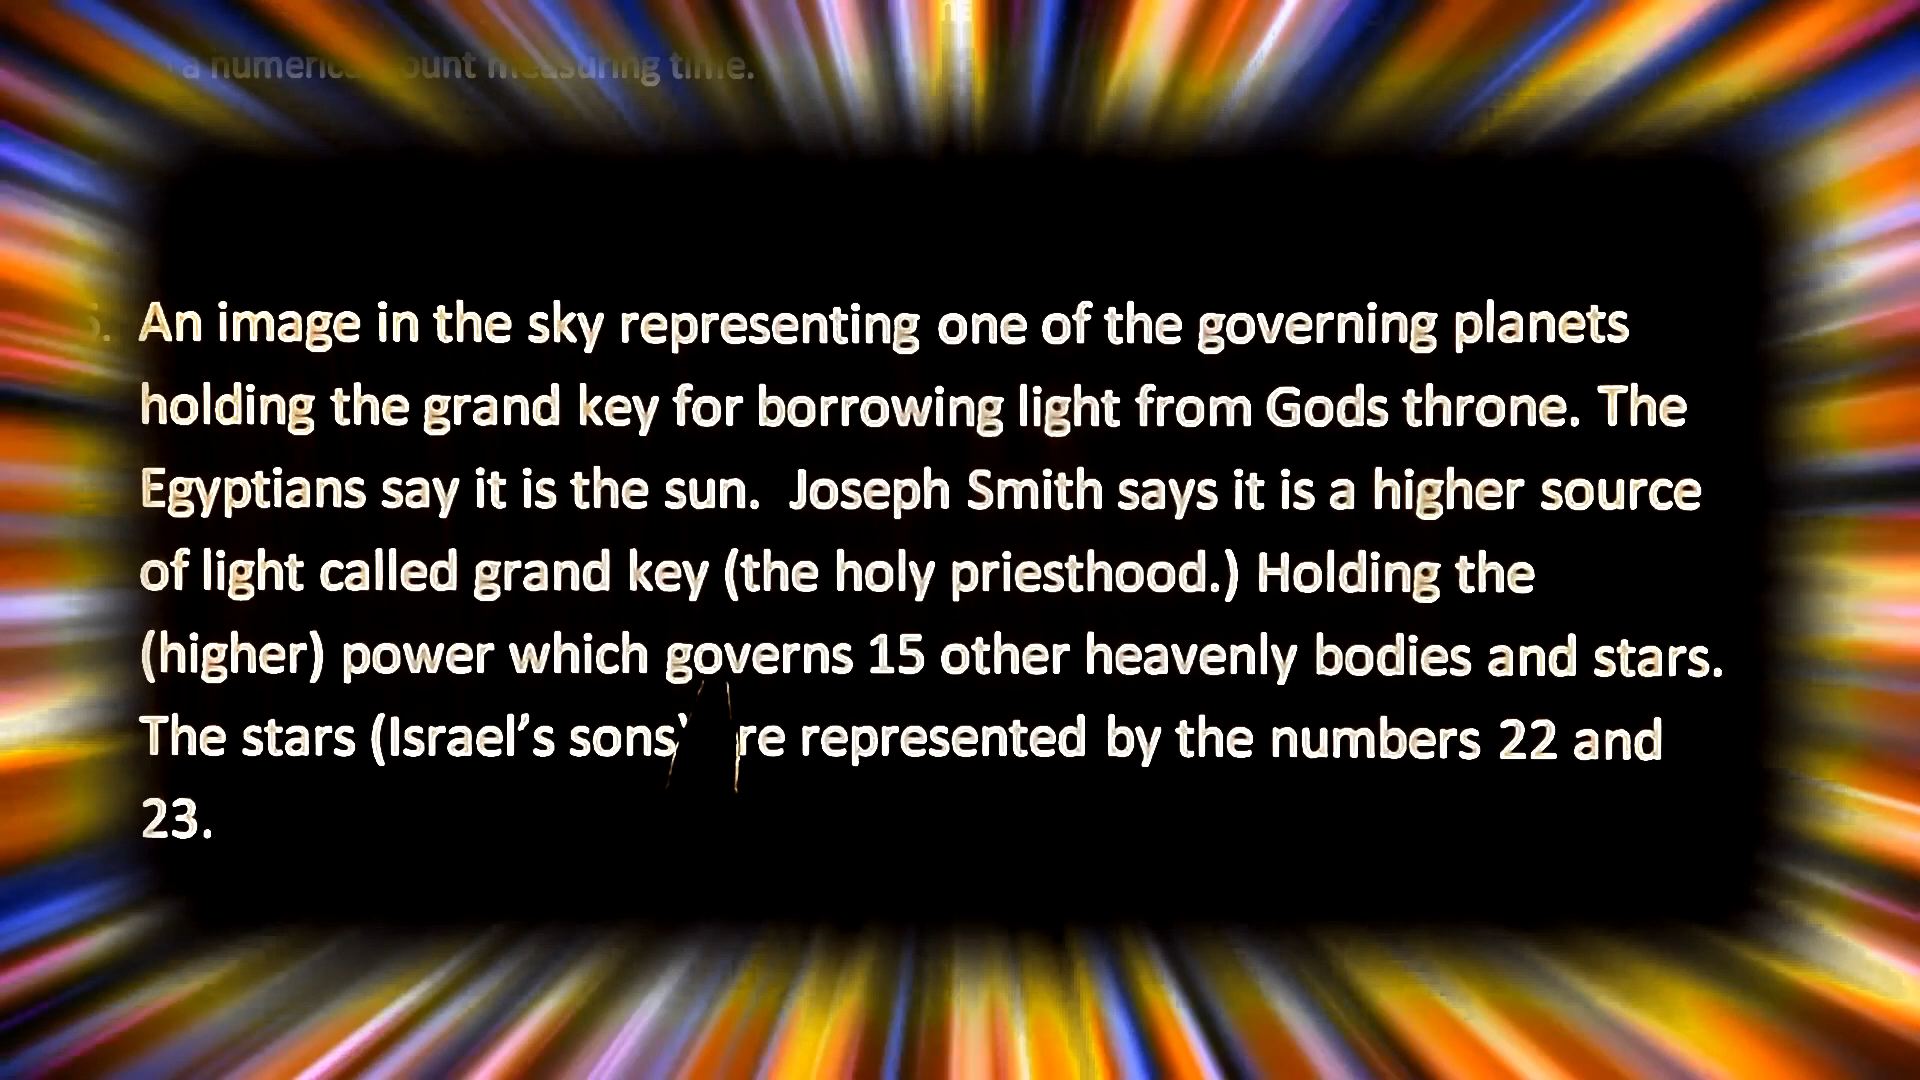 a numerical count measuring time.
5. An image in the sky representing one of the governing planets
holding the grand key for borrowing light from Gods throne. The
Egyptians say it is the sun.  Joseph Smith says it is a higher source
of light called grand key (the holy priesthood.) Holding the
(higher) power which governs 15 other heavenly bodies and stars.
The stars (Israel’s sons) re represented by the numbers 22 and
23.